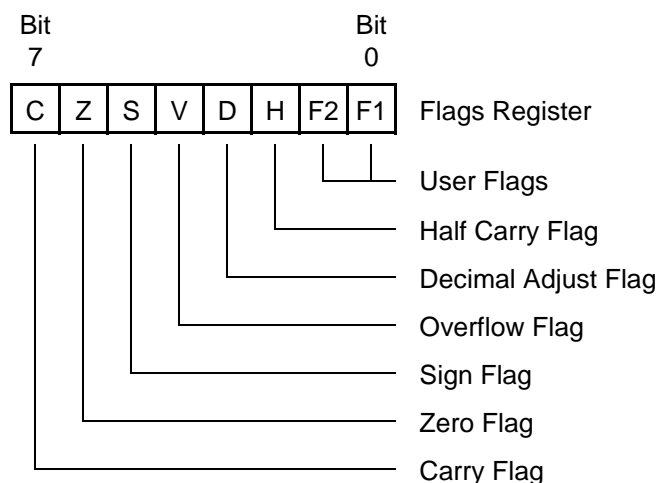 Bit Bit
7 0
C Z S V D H F2 F1 Flags Register
User Flags
Half Carry Flag
Decimal Adjust Flag
Overflow Flag
Sign Flag
Zero Flag
Carry Flag